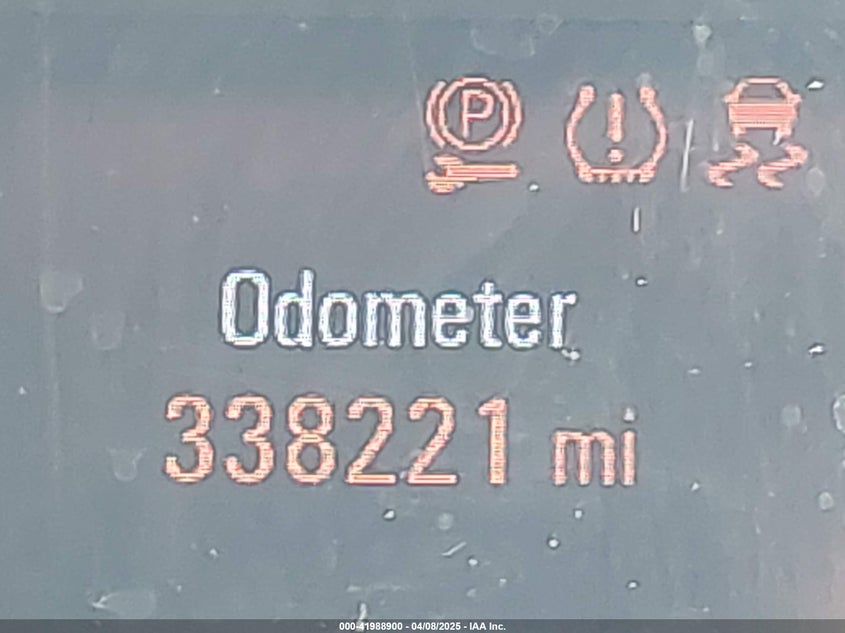 P
Odometer
338221 mi
000-41988900 - 04/08/2025 - IAA Inc.